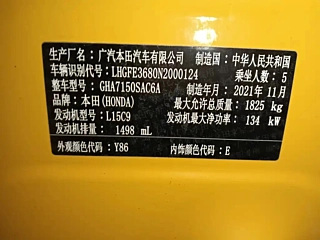 生产厂名: 广汽本田汽车有限公司 制造国: 中华人民共和国
车辆识别代号: LHGFE3680N2000124 乘坐人数: 5
整车型号: GHA7150SAC6A 制造年月: 2021年11月
品牌: 本田(HONDA) 最大允许总质量: 1825 kg
发动机型号: L15C9 发动机最大净功率: 134 kW
发动机排量: 1498 mL
外观颜色代码: Y86 内饰颜色代码: E